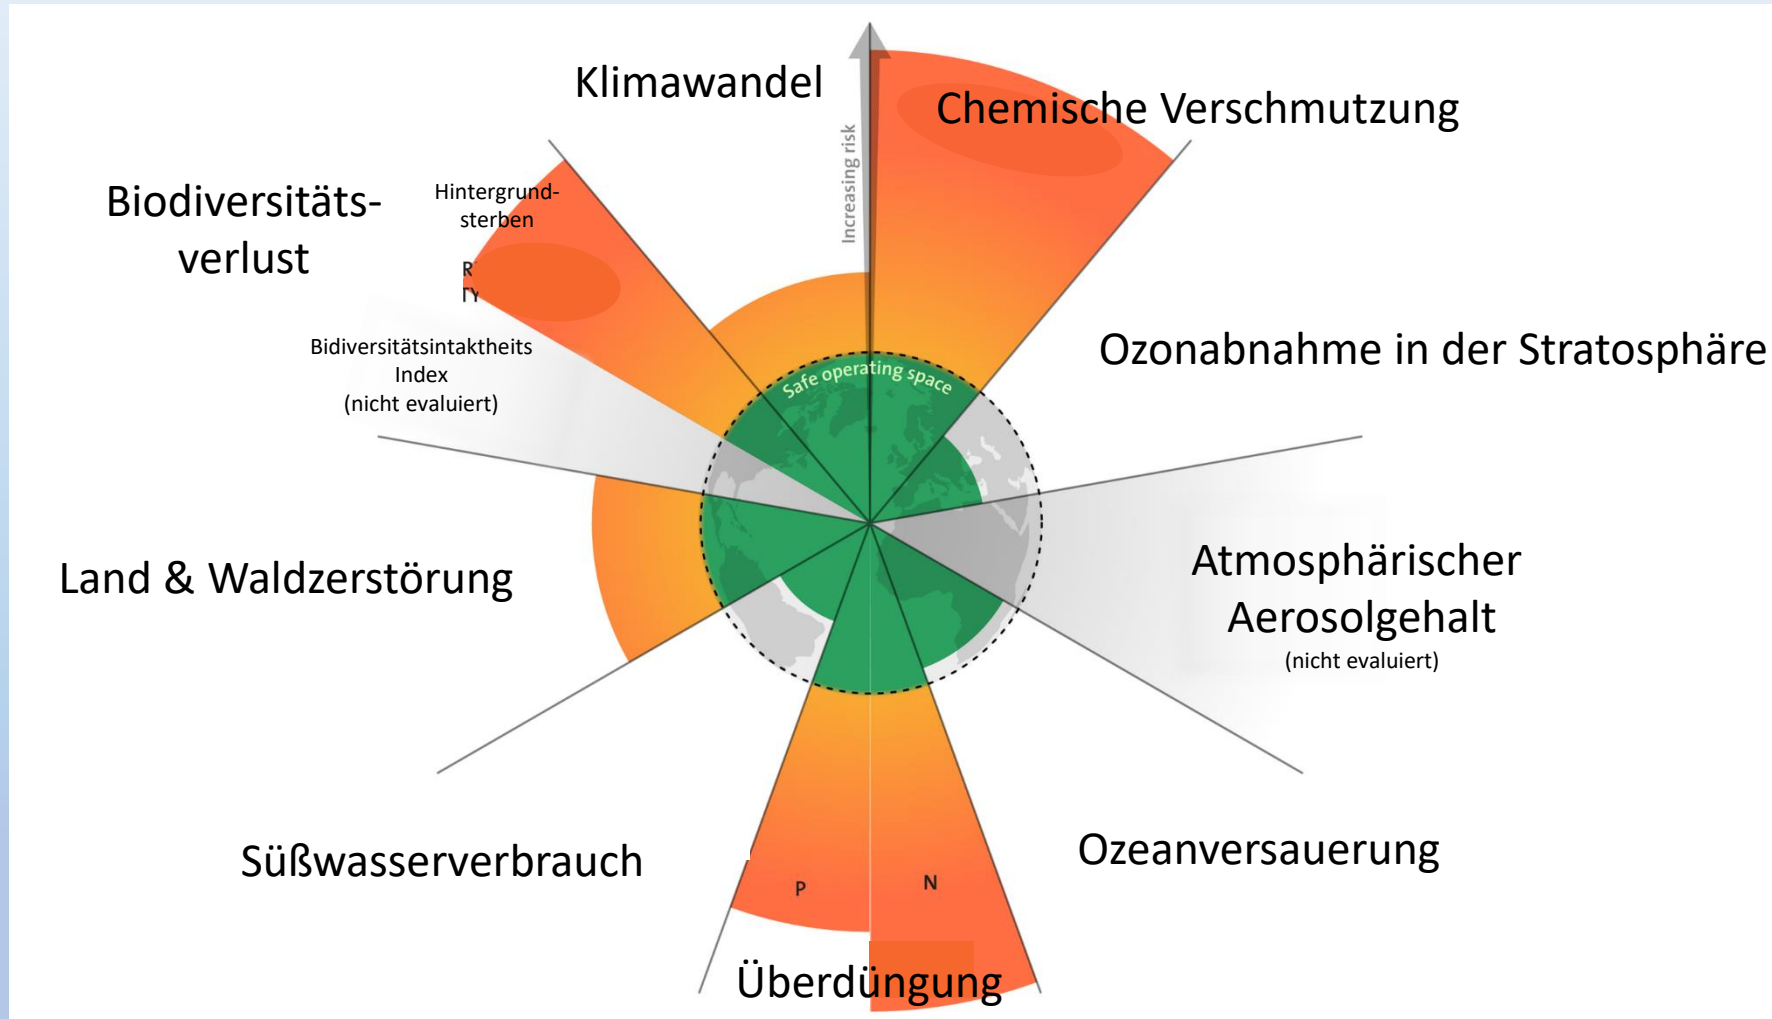 Klimawandel
Chemische Verschmutzung
Increasing risk
Biodiversitäts-
verlust
Hintergrund-
sterben
R
TY
Bidiversitätsintaktheits
Index
(nicht evaluiert)
Safe operating space
Ozonabnahme in der Stratosphäre
Land & Waldzerstörung
Atmosphärischer
Aerosolgehalt
(nicht evaluiert)
Süßwasserverbrauch
Ozeanversauerung
P
N
Überdüngung